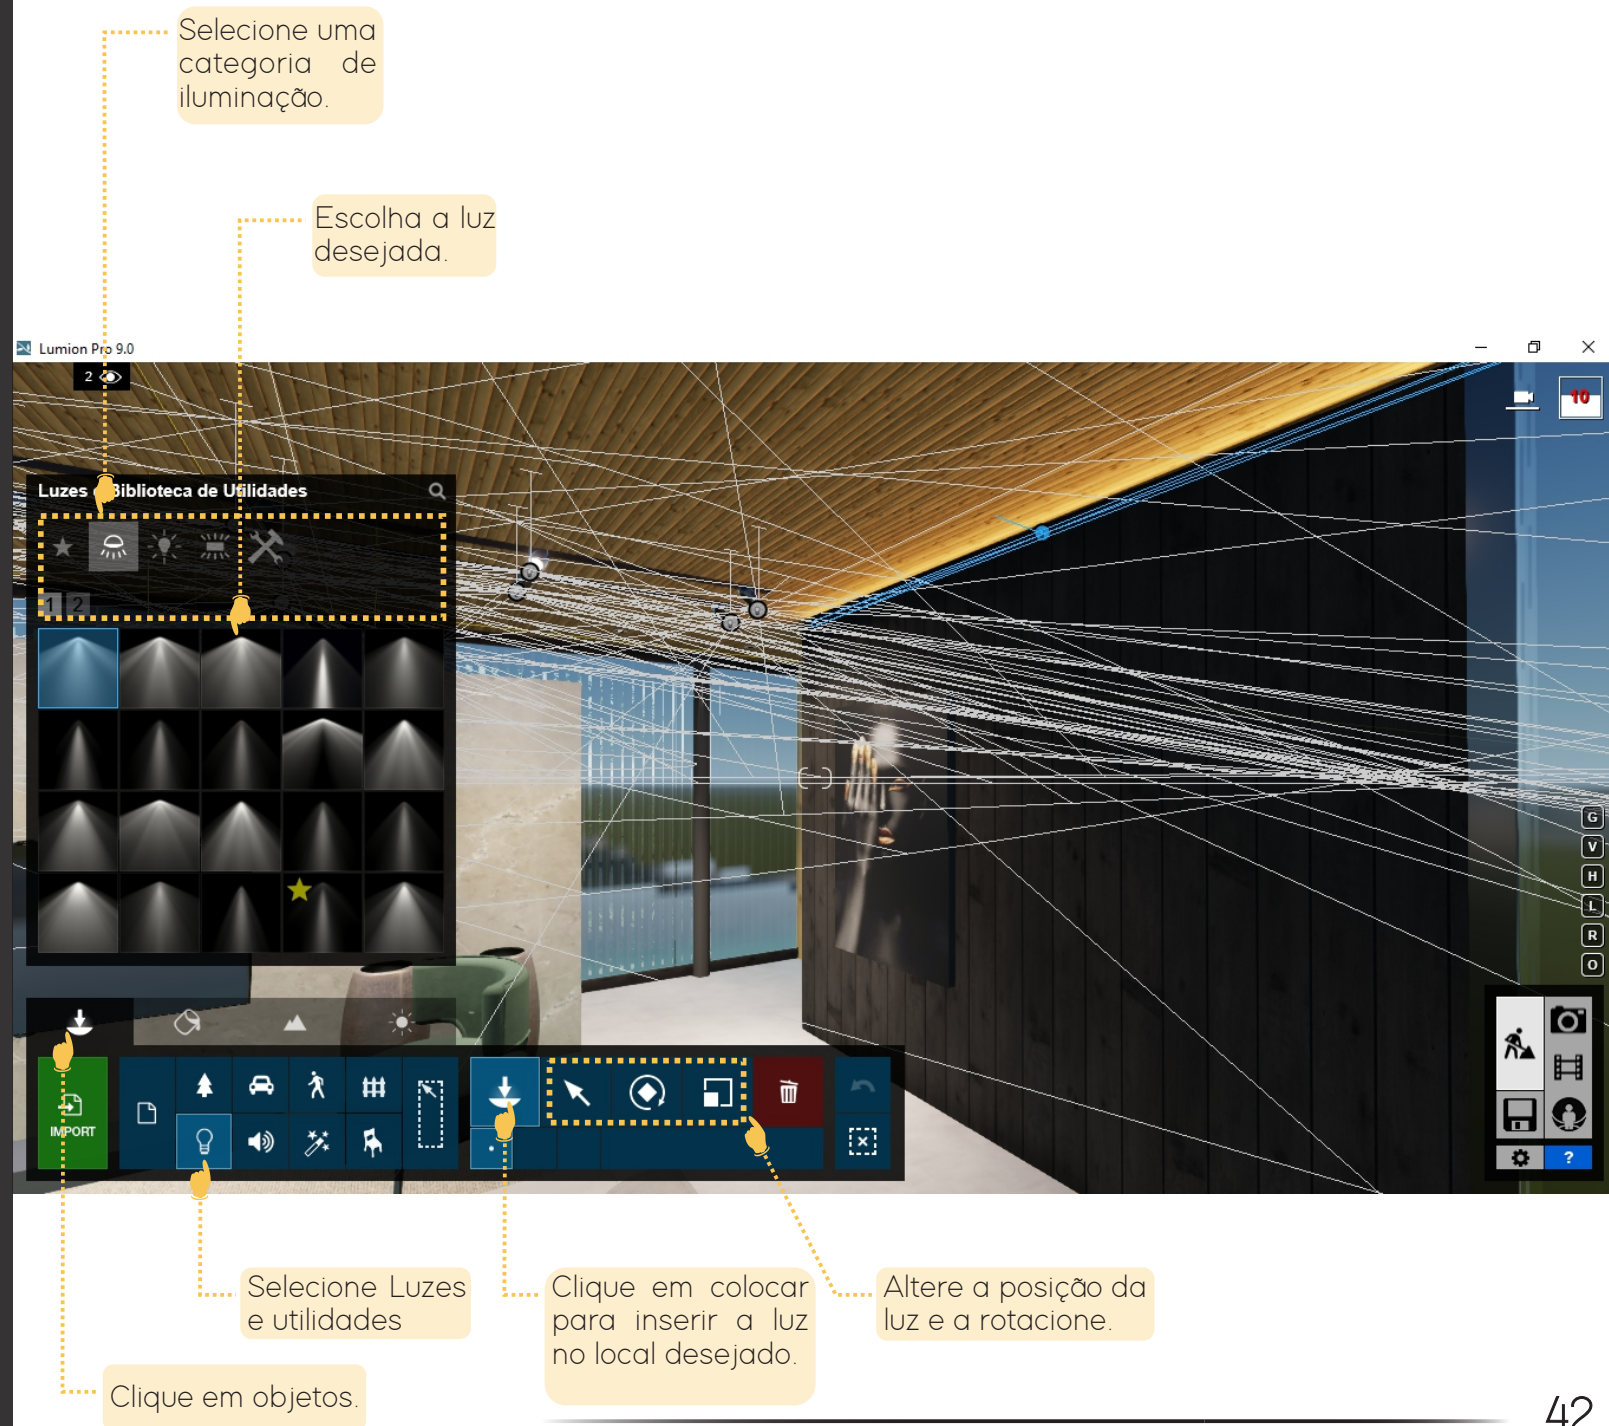 Selecione uma
categoria de
iluminação.
Escolha a luz
desejada.
Lumion Pro 9.0
2
10
Luzes e Biblioteca de Utilidades
1 2
G
V
H
L
R
O
IMPORT
?
Selecione Luzes
e utilidades
Clique em colocar
para inserir a luz
no local desejado.
Altere a posição da
luz e a rotacione.
Clique em objetos.
42